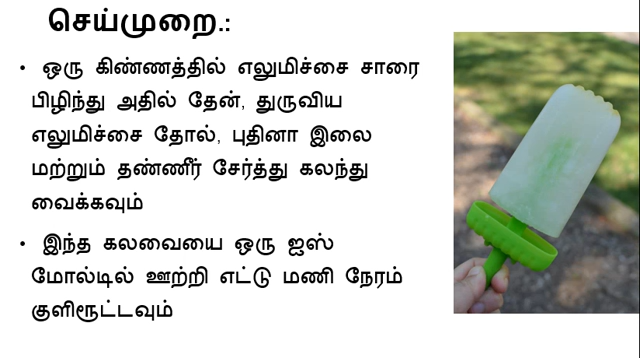 செய்முறை.:
• ஒரு கிண்ணத்தில் எலுமிச்சை சாரை
பிழிந்து அதில் தேன், துருவிய
எலுமிச்சை தோல், புதினா இலை
மற்றும் தண்ணீர் சேர்த்து கலந்து
வைக்கவும்
• இந்த கலவையை ஒரு ஐஸ்
மோல்டில் ஊற்றி எட்டு மணி நேரம்
குளிரூட்டவும்